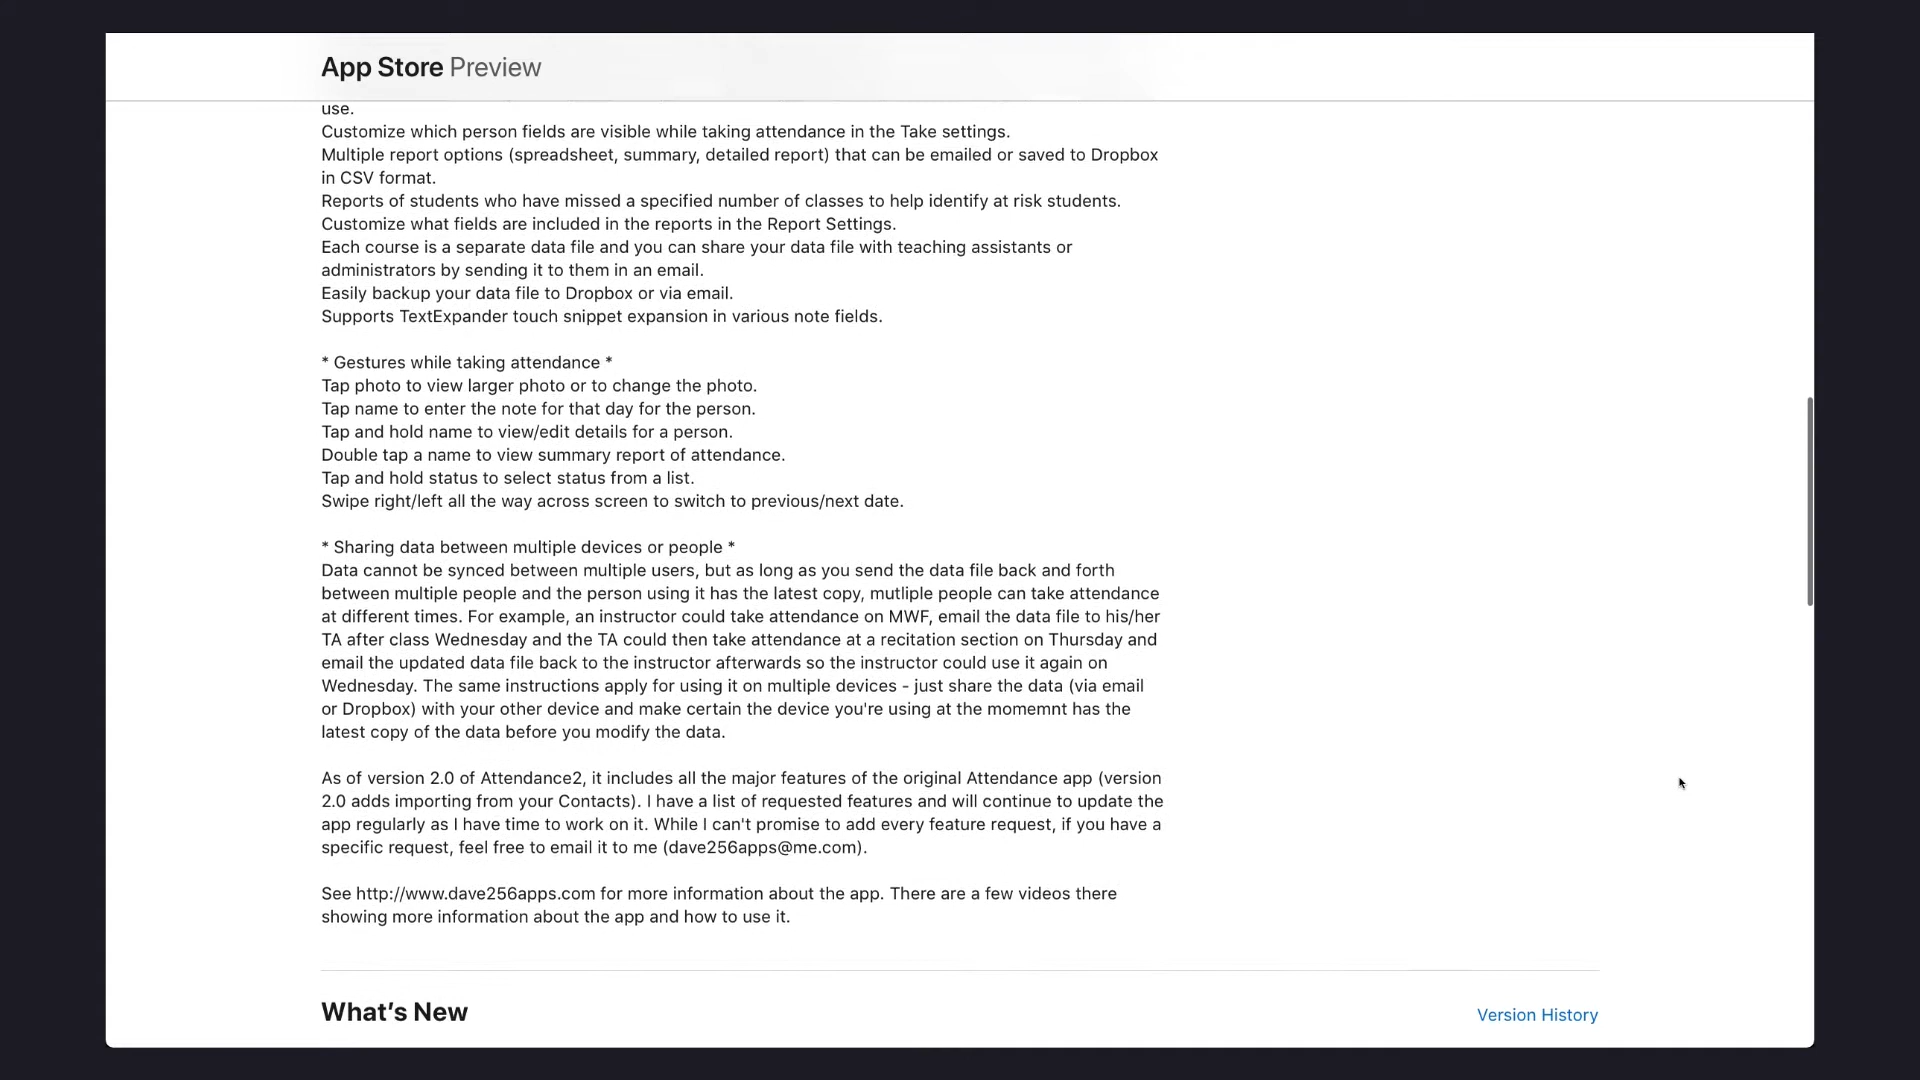 App Store Preview
use.
Customize which person fields are visible while taking attendance in the Take settings.
Multiple report options (spreadsheet, summary, detailed report) that can be emailed or saved to Dropbox
in CSV format.
Reports of students who have missed a specified number of classes to help identify at risk students.
Customize what fields are included in the reports in the Report Settings.
Each course is a separate data file and you can share your data file with teaching assistants or
administrators by sending it to them in an email.
Easily backup your data file to Dropbox or via email.
Supports TextExpander touch snippet expansion in various note fields.
* Gestures while taking attendance *
Tap photo to view larger photo or to change the photo.
Tap name to enter the note for that day for the person.
Tap and hold name to view/edit details for a person.
Double tap a name to view summary report of attendance.
Tap and hold status to select status from a list.
Swipe right/left all the way across screen to switch to previous/next date.
* Sharing data between multiple devices or people *
Data cannot be synced between multiple users, but as long as you send the data file back and forth
between multiple people and the person using it has the latest copy, mutliple people can take attendance
at different times. For example, an instructor could take attendance on MWF, email the data file to his/her
TA after class Wednesday and the TA could then take attendance at a recitation section on Thursday and
email the updated data file back to the instructor afterwards so the instructor could use it again on
Wednesday. The same instructions apply for using it on multiple devices - just share the data (via email
or Dropbox) with your other device and make certain the device you're using at the momemnt has the
latest copy of the data before you modify the data.
As of version 2.0 of Attendance2, it includes all the major features of the original Attendance app (version
2.0 adds importing from your Contacts). I have a list of requested features and will continue to update the
app regularly as I have time to work on it. While I can't promise to add every feature request, if you have a
specific request, feel free to email it to me (dave256apps@me.com).
See http://www.dave256apps.com for more information about the app. There are a few videos there
showing more information about the app and how to use it.
What's New
Version History